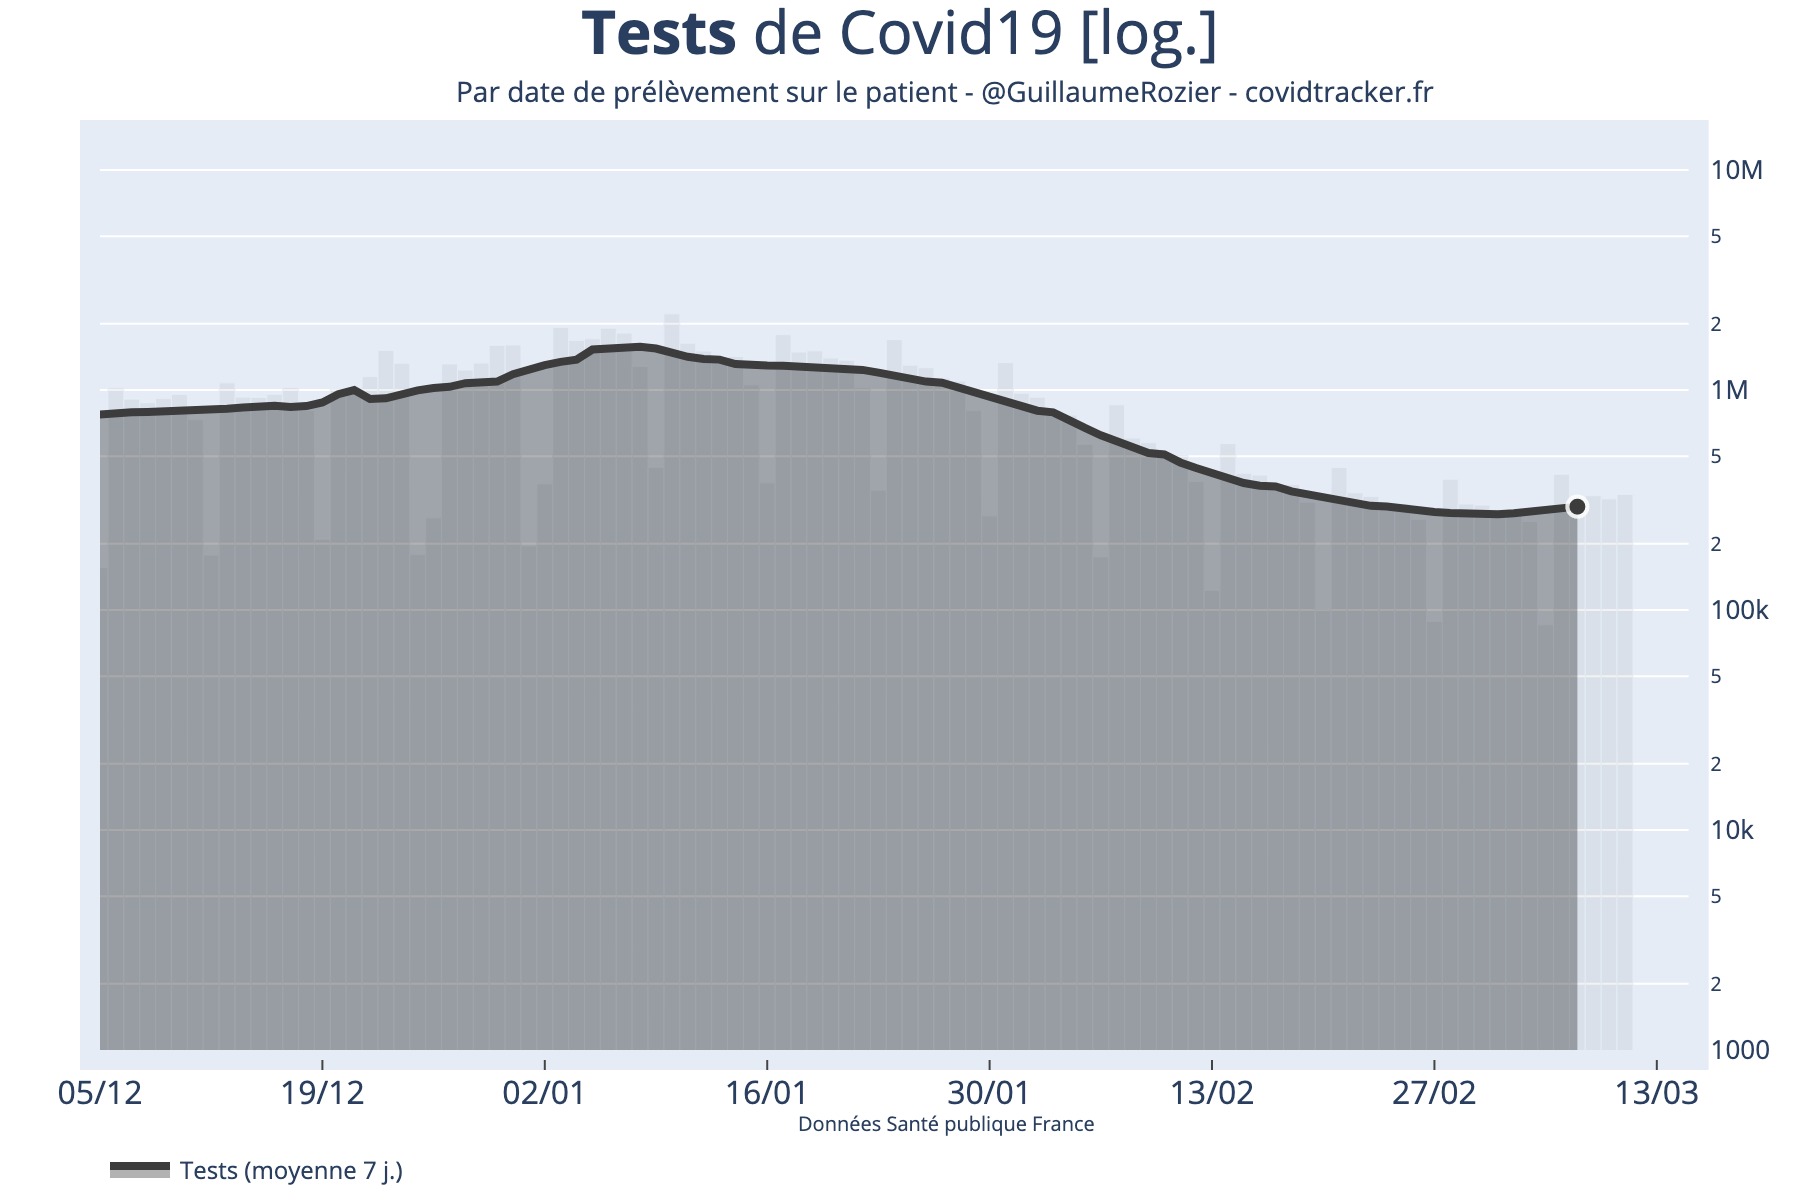 Tests de Covid19 [log.]
Par date de prélèvement sur le patient - @GuillaumeRozier - covidtracker.fr
10M
5
2
1M
5
2
100k
5
2
10k
5
2
1000
05/12 19/12 02/01 16/01 30/01 13/02 27/02 13/03
Données Santé publique France
Tests (moyenne 7 j.)